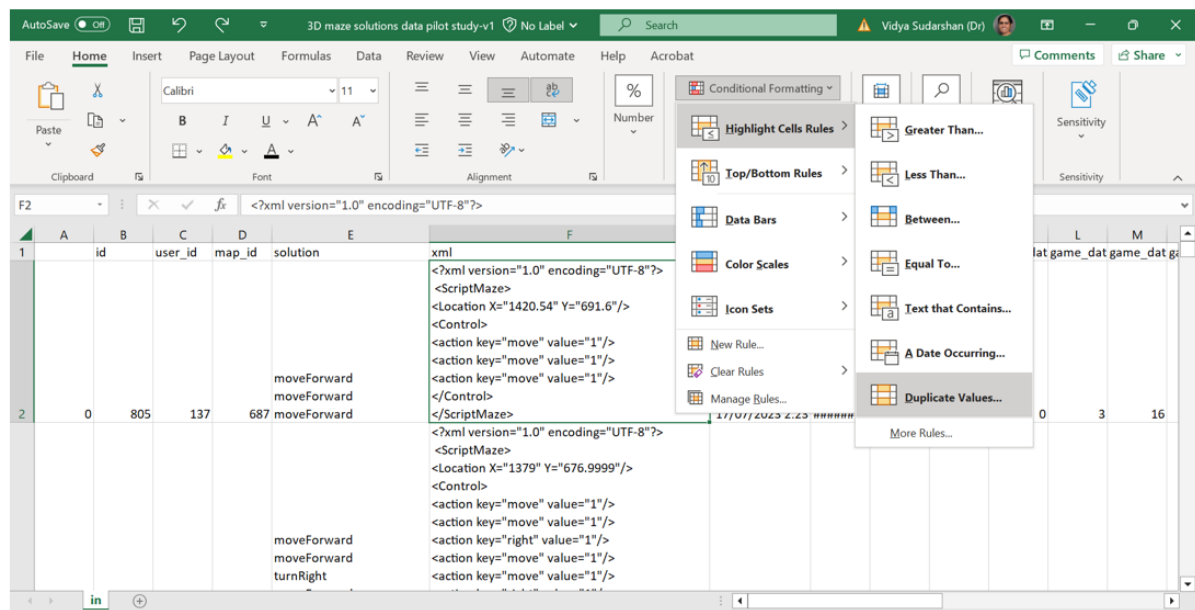 AutoSave Off 3D maze solutions data pilot study-v1 No Label Search Vidya Sudarshan (Dr)
File Home Insert Page Layout Formulas Data Review View Automate Help Acrobat Comments Share
Paste
Clipboard
Calibri 11
B I U A A
A
Font
ab
Alignment
%
Number
Conditional Formatting
Sensitivity
Sensitivity
Highlight Cells Rules
Top/Bottom Rules
Data Bars
Color Scales
Icon Sets
New Rule...
Clear Rules
Manage Rules...
Greater Than...
Less Than...
Between...
Equal To...
Text that Contains...
A Date Occurring...
Duplicate Values...
More Rules...
F2 fx <?xml version="1.0" encoding="UTF-8"?>
A B C D E F L M
1 id user_id map_id solution xml game_dat game_dat
<?xml version="1.0" encoding="UTF-8"?>
<ScriptMaze>
<Location X="1420.54" Y="691.6"/>
<Control>
<action key="move" value="1"/>
<action key="move" value="1"/>
moveForward <action key="move" value="1"/>
moveForward </Control>
2 0 805 137 687 moveForward </ScriptMaze> 17/07/2023 2:23 ###### 0 3 16
<?xml version="1.0" encoding="UTF-8"?>
<ScriptMaze>
<Location X="1379" Y="676.9999"/>
<Control>
<action key="move" value="1"/>
<action key="move" value="1"/>
moveForward <action key="right" value="1"/>
moveForward <action key="move" value="1"/>
turnRight <action key="move" value="1"/>
in